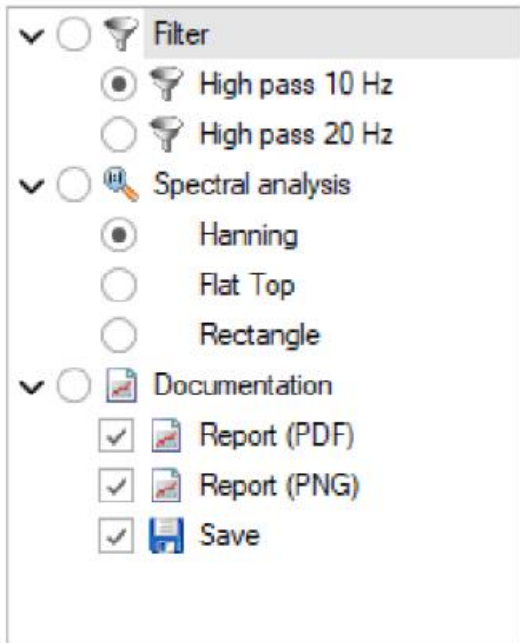 Filter
High pass 10 Hz
High pass 20 Hz
Spectral analysis
Hanning
Flat Top
Rectangle
Documentation
Report (PDF)
Report (PNG)
Save